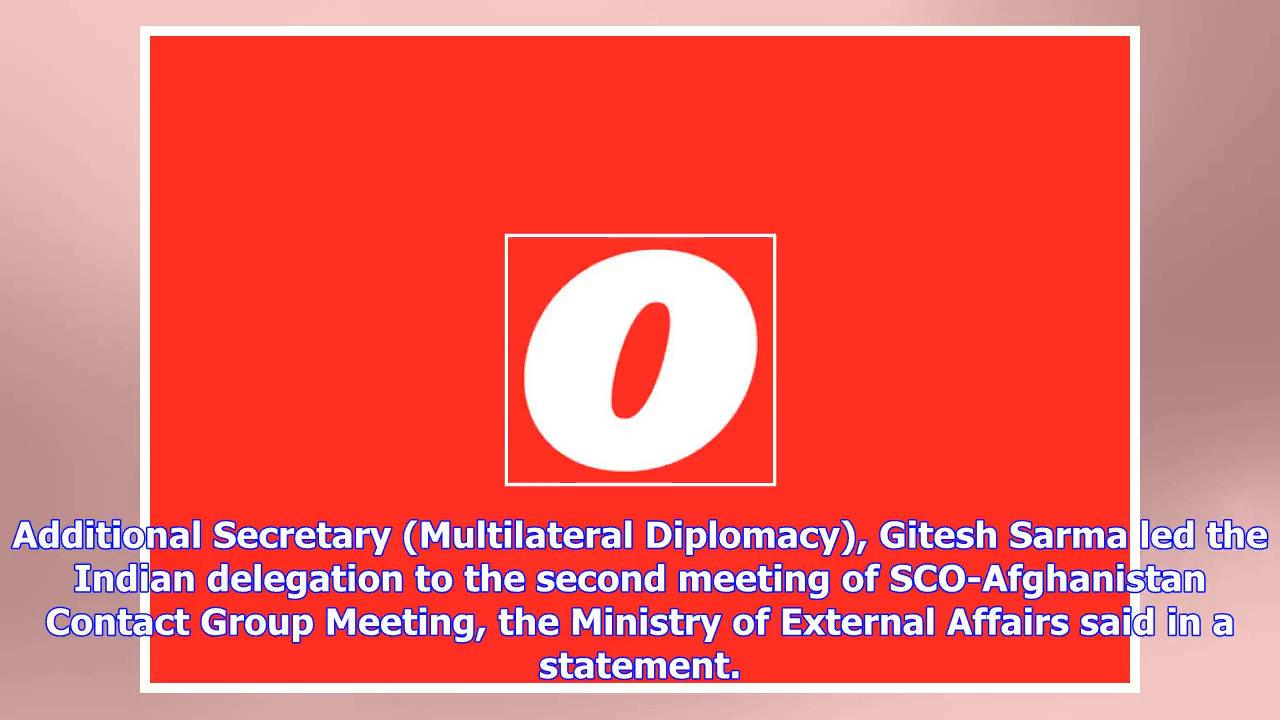 O
Additional Secretary (Multilateral Diplomacy), Gitesh Sarma led the
Indian delegation to the second meeting of SCO-Afghanistan
Contact Group Meeting, the Ministry of External Affairs said in a
statement.